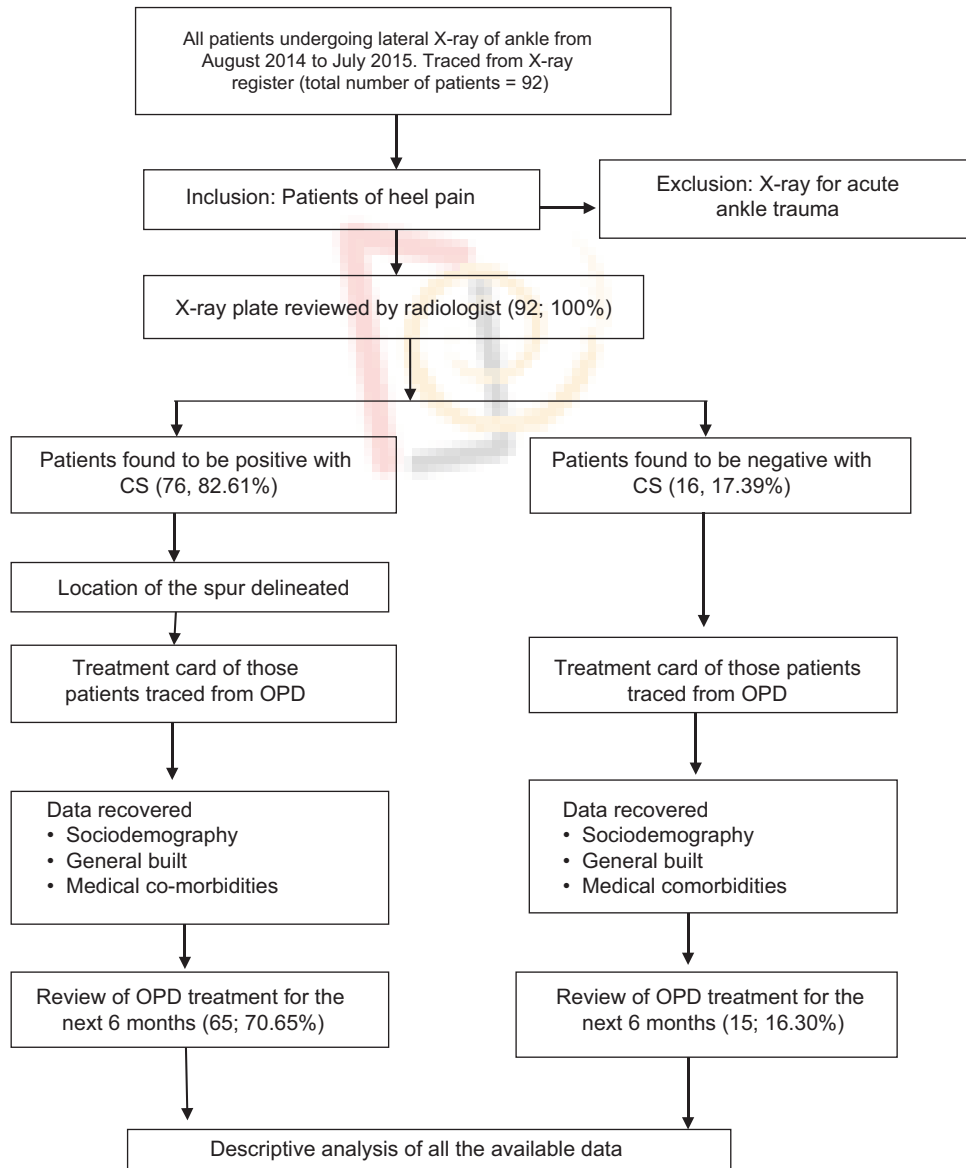 All patients undergoing lateral X-ray of ankle from
August 2014 to July 2015. Traced from X-ray
register (total number of patients = 92)
Inclusion: Patients of heel pain
Exclusion: X-ray for acute
ankle trauma
X-ray plate reviewed by radiologist (92; 100%)
Patients found to be positive with
CS (76, 82.61%)
Patients found to be negative with
CS (16, 17.39%)
Location of the spur delineated
Treatment card of those
patients traced from OPD
Treatment card of those patients
traced from OPD
Data recovered
• Sociodemography
• General built
• Medical co-morbidities
Data recovered
• Sociodemography
• General built
• Medical comorbidities
Review of OPD treatment for the
next 6 months (65; 70.65%)
Review of OPD treatment for the
next 6 months (15; 16.30%)
Descriptive analysis of all the available data